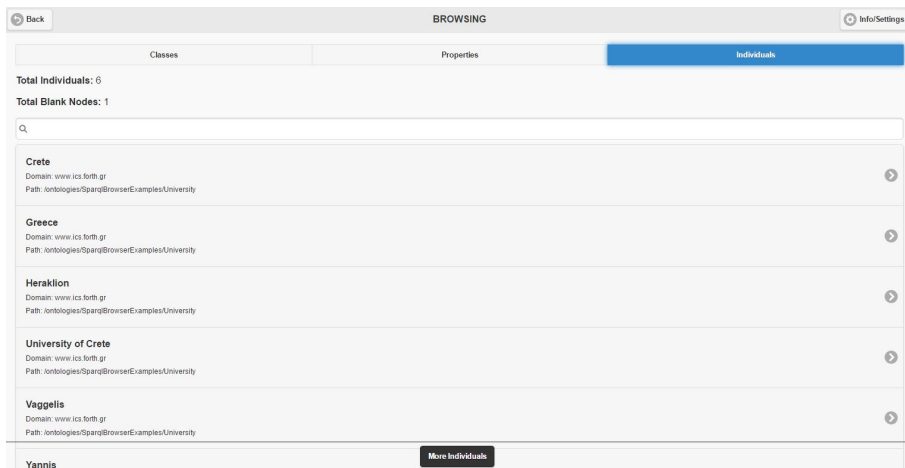 Back
BROWSING
Info/Settings
Classes
Properties
Individuals
Total Individuals: 6
Total Blank Nodes: 1
Crete
Domain: www.ics.forth.gr
Path: /ontologies/SparqlBrowserExamples/University
Greece
Domain: www.ics.forth.gr
Path: /ontologies/SparqlBrowserExamples/University
Heraklion
Domain: www.ics.forth.gr
Path: /ontologies/SparqlBrowserExamples/University
University of Crete
Domain: www.ics.forth.gr
Path: /ontologies/SparqlBrowserExamples/University
Vaggelis
Domain: www.ics.forth.gr
Path: /ontologies/SparqlBrowserExamples/University
More Individuals
Yannis